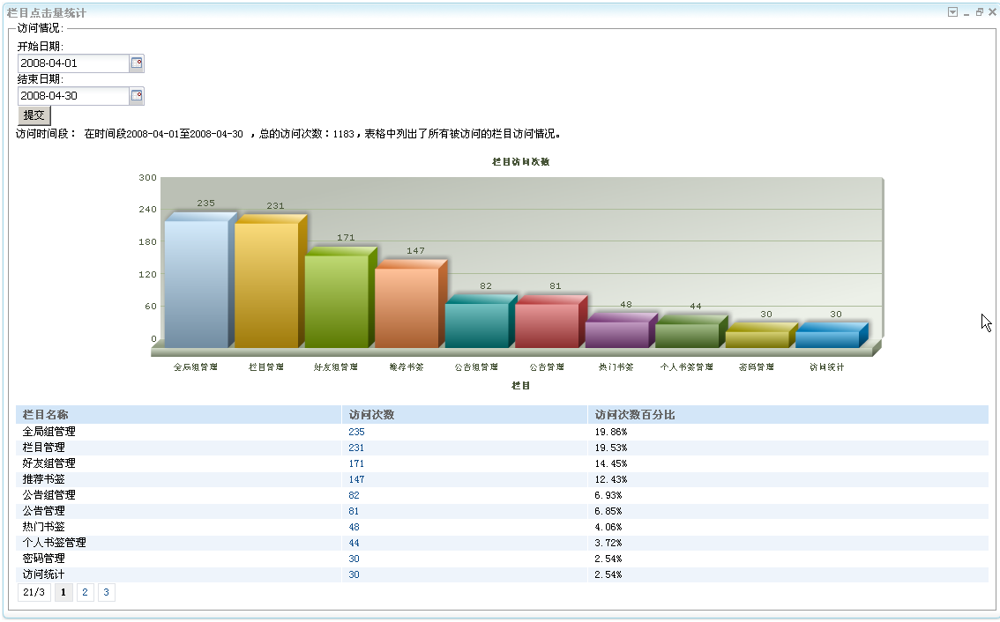 栏目点击量统计
访问情况:
开始日期:
2008-04-01
结束日期:
2008-04-30
提交
访问时间段： 在时间段2008-04-01至2008-04-30 ，总的访问次数：1183，表格中列出了所有被访问的栏目访问情况。
栏目访问次数
300
240
180
120
60
0
235
231
171
147
82
81
48
44
30
30
全局组管理 栏目管理 好友组管理 推荐书签 公告组管理 公告管理 热门书签 个人书签管理 密码管理 访问统计
栏目
栏目名称 访问次数 访问次数百分比
全局组管理 235 19.86%
栏目管理 231 19.53%
好友组管理 171 14.45%
推荐书签 147 12.43%
公告组管理 82 6.93%
公告管理 81 6.85%
热门书签 48 4.06%
个人书签管理 44 3.72%
密码管理 30 2.54%
访问统计 30 2.54%
21/3 1 2 3